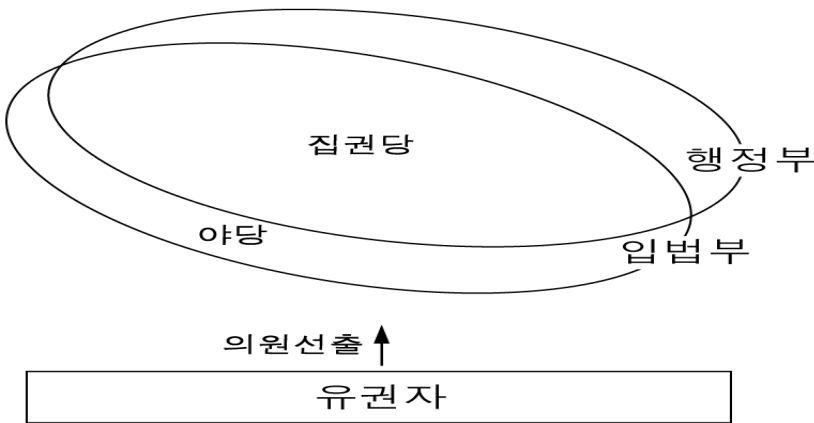 집권당
행정부
야당
입법부
의원선출
유권자